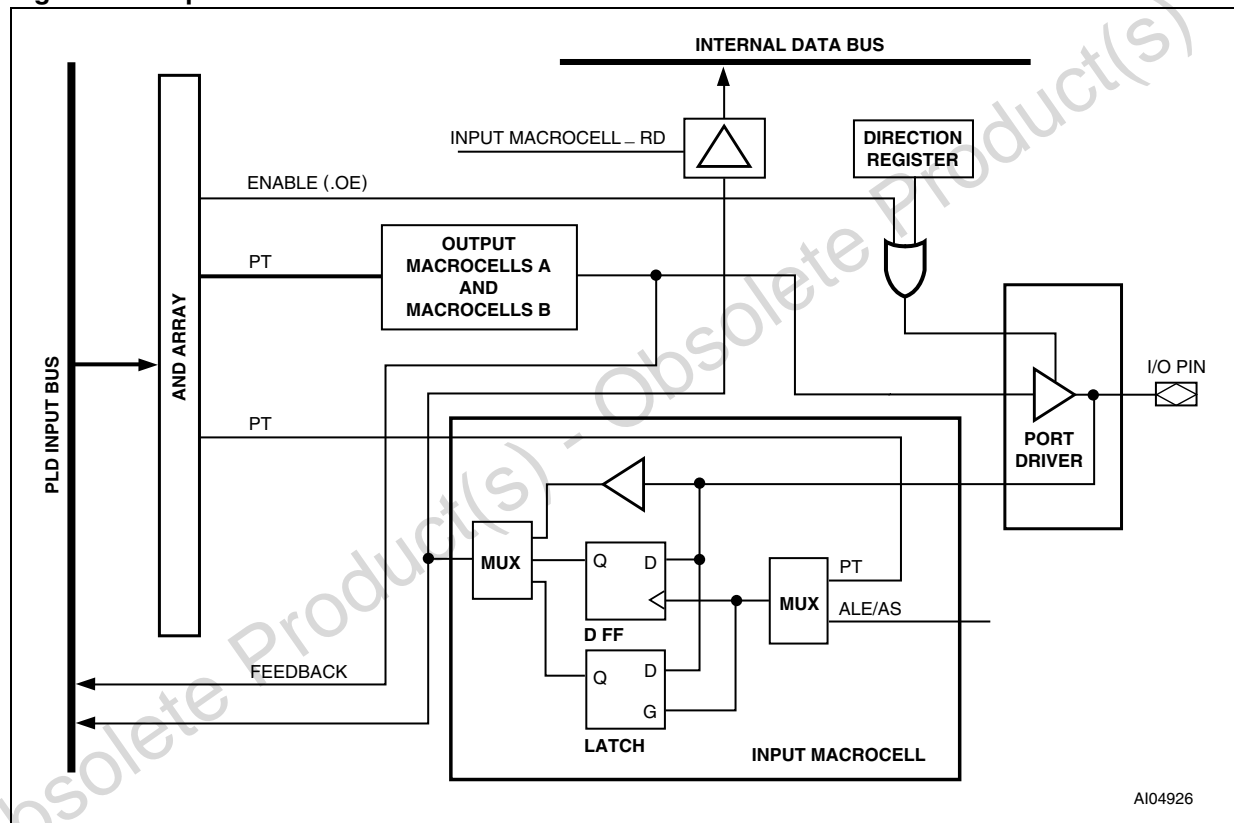 INTERNAL DATA BUS
INPUT MACROCELL _ RD
DIRECTION
REGISTER
ENABLE (.OE)
PT
OUTPUT
MACROCELLS A
AND
MACROCELLS B
I/O PIN
AND ARRAY
PLD INPUT BUS
PT
PORT
DRIVER
MUX
Q D
D FF
MUX
PT
ALE/AS
Q D
G
LATCH
FEEDBACK
INPUT MACROCELL
AI04926
Obsolete Product(s) - Obsolete Product(s)